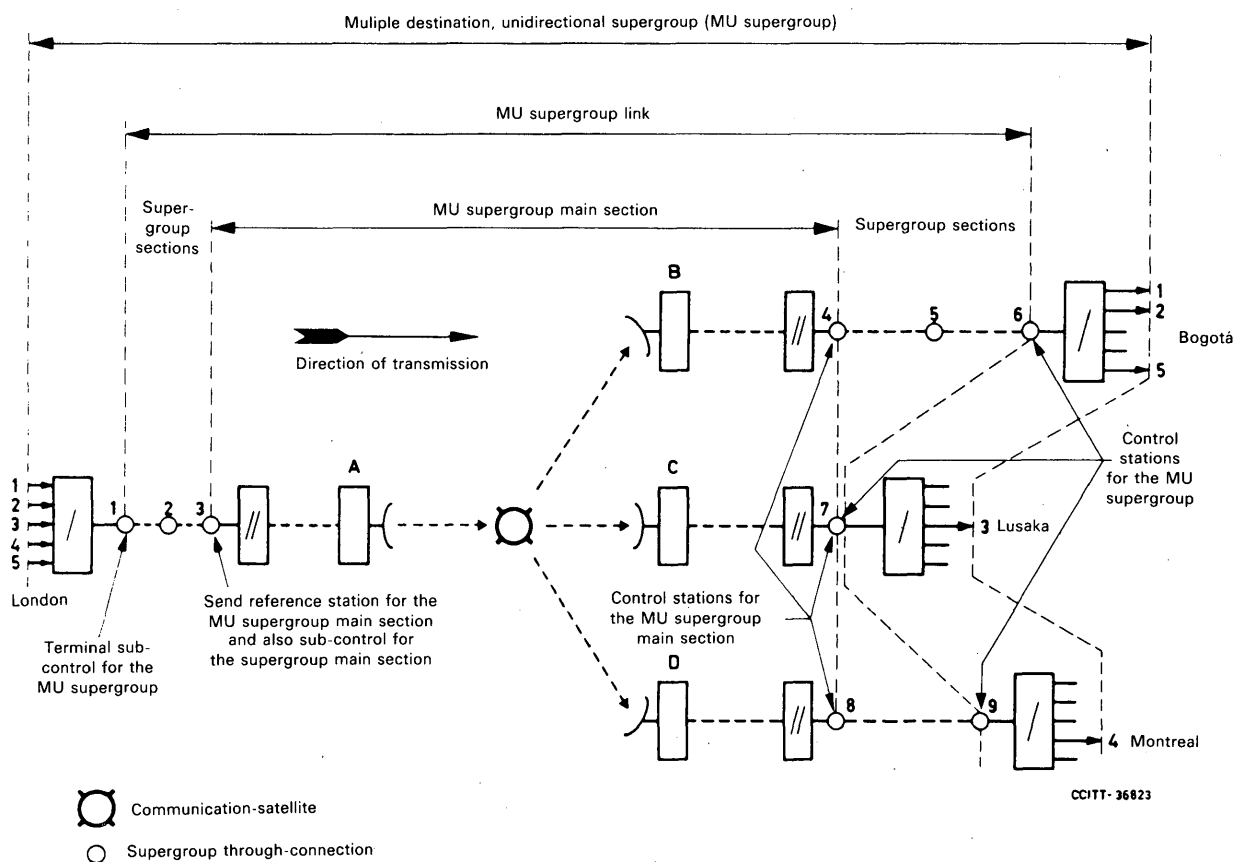 Muliple destination, unidirectional supergroup (MU supergroup)
MU supergroup link
Super-
group
sections
MU supergroup main section
Supergroup sections
B
4
5
6
1
2
5
Bogotá
Direction of transmission
A
C
Control
stations
for the MU
supergroup
1
2
3
4
5
London
1
2
3
7
3 Lusaka
Terminal sub-
control for the
MU supergroup
Send reference station for the
MU supergroup main section
and also sub-control for
the supergroup main section
Control stations for
the MU supergroup
main section
D
8
9
4 Montreal
CCITT-36823
Communication-satellite
Supergroup through-connection